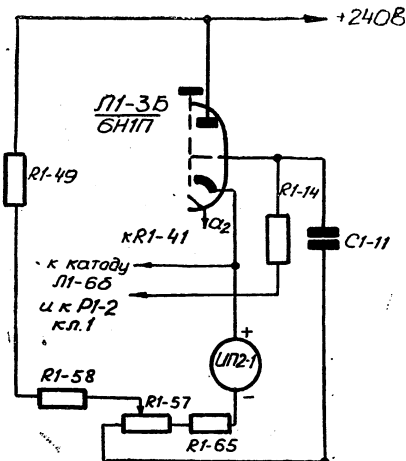 +240В
Л1-3Б
6Н1П
R1-49
R1-14
a₂
кR1-41
C1-11
к катоду
Л1-6б
и к Р1-2
кл.1
+
ИП2-1
-
R1-58
R1-57
R1-65